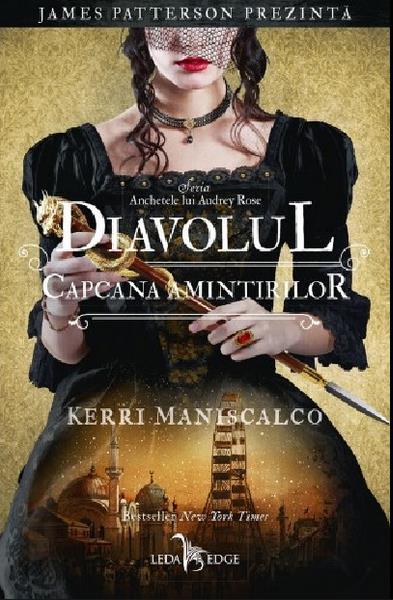 JAMES PATTERSON PREZINTĂ
Seria
Anchetele lui Audrey Rose
DIAVOLUL
CAPCANA AMINTIRILOR
KERRI MANISCALCO
Bestseller New York Times
LEDA EDGE